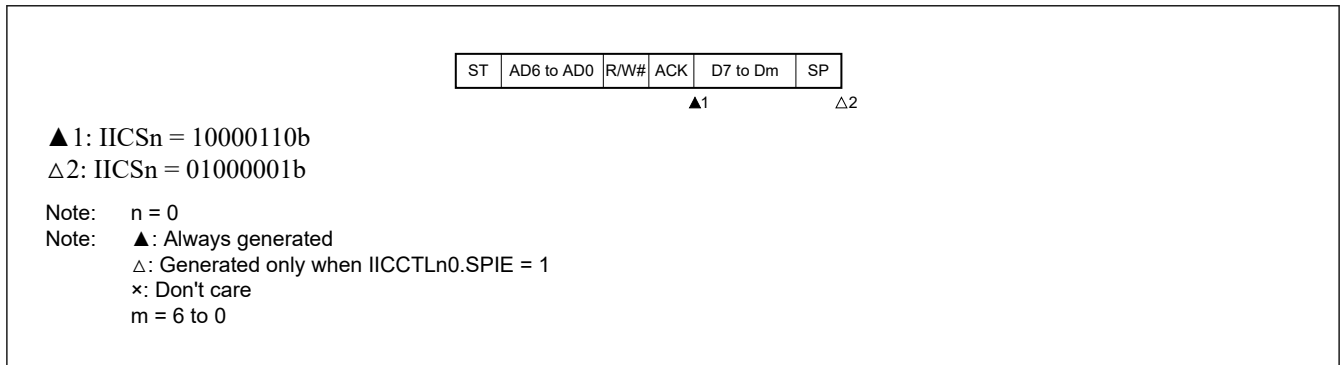 ST AD6 to AD0 R/W# ACK D7 to Dm SP
▲1 △2
▲1: IICSn = 10000110b
△2: IICSn = 01000001b
Note: n = 0
Note: ▲: Always generated
△: Generated only when IICCTLn0.SPIE = 1
×: Don't care
m = 6 to 0